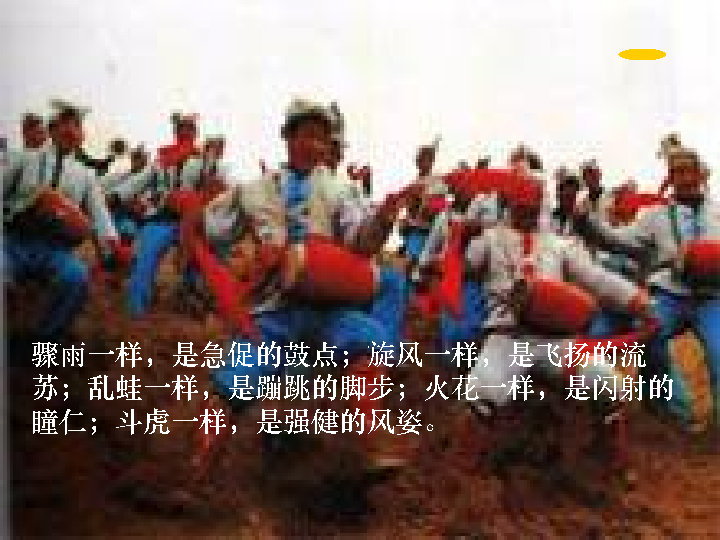 骤雨一样，是急促的鼓点；旋风一样，是飞扬的流
苏；乱蛙一样，是蹦跳的脚步；火花一样，是闪射的
瞳仁；斗虎一样，是强健的风姿。